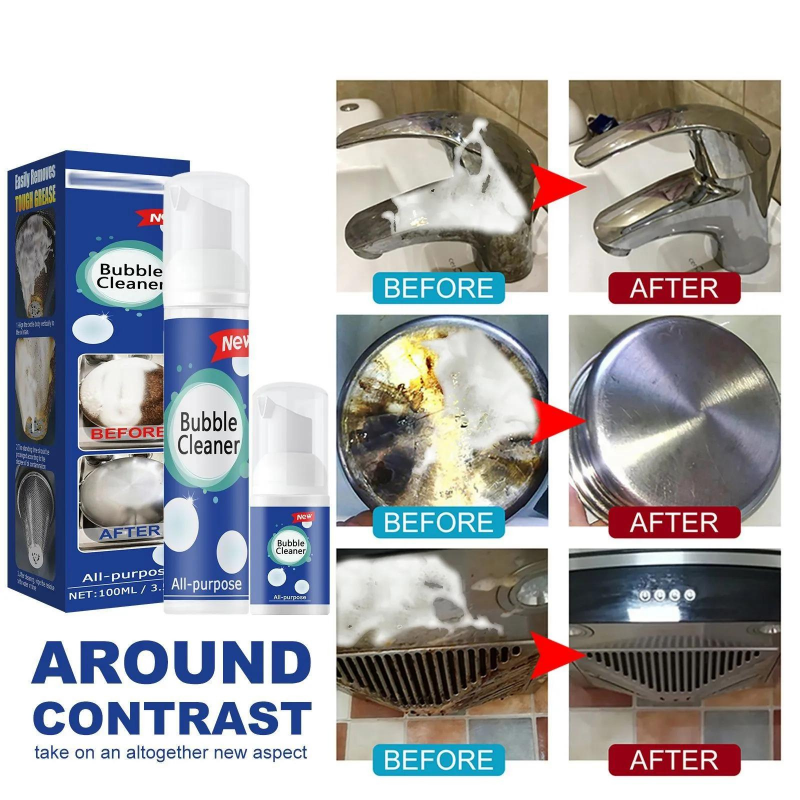 Easily Removes
TOUGH GREASE
Bubble
Cleaner
BEFORE
AFTER
All-purpose
NET:100ML / 3.
New
Bubble
Cleaner
All-purpose
New
Bubble
Cleaner
All-purpose
AROUND
CONTRAST
take on an altogether new aspect
BEFORE
AFTER
BEFORE
AFTER
BEFORE
AFTER